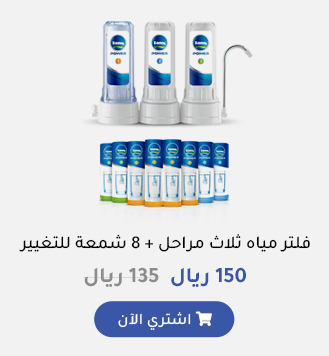 فلتر مياه ثلاث مراحل + 8 شمعة للتغيير
150 ريال 135 ريال
اشتري الآن